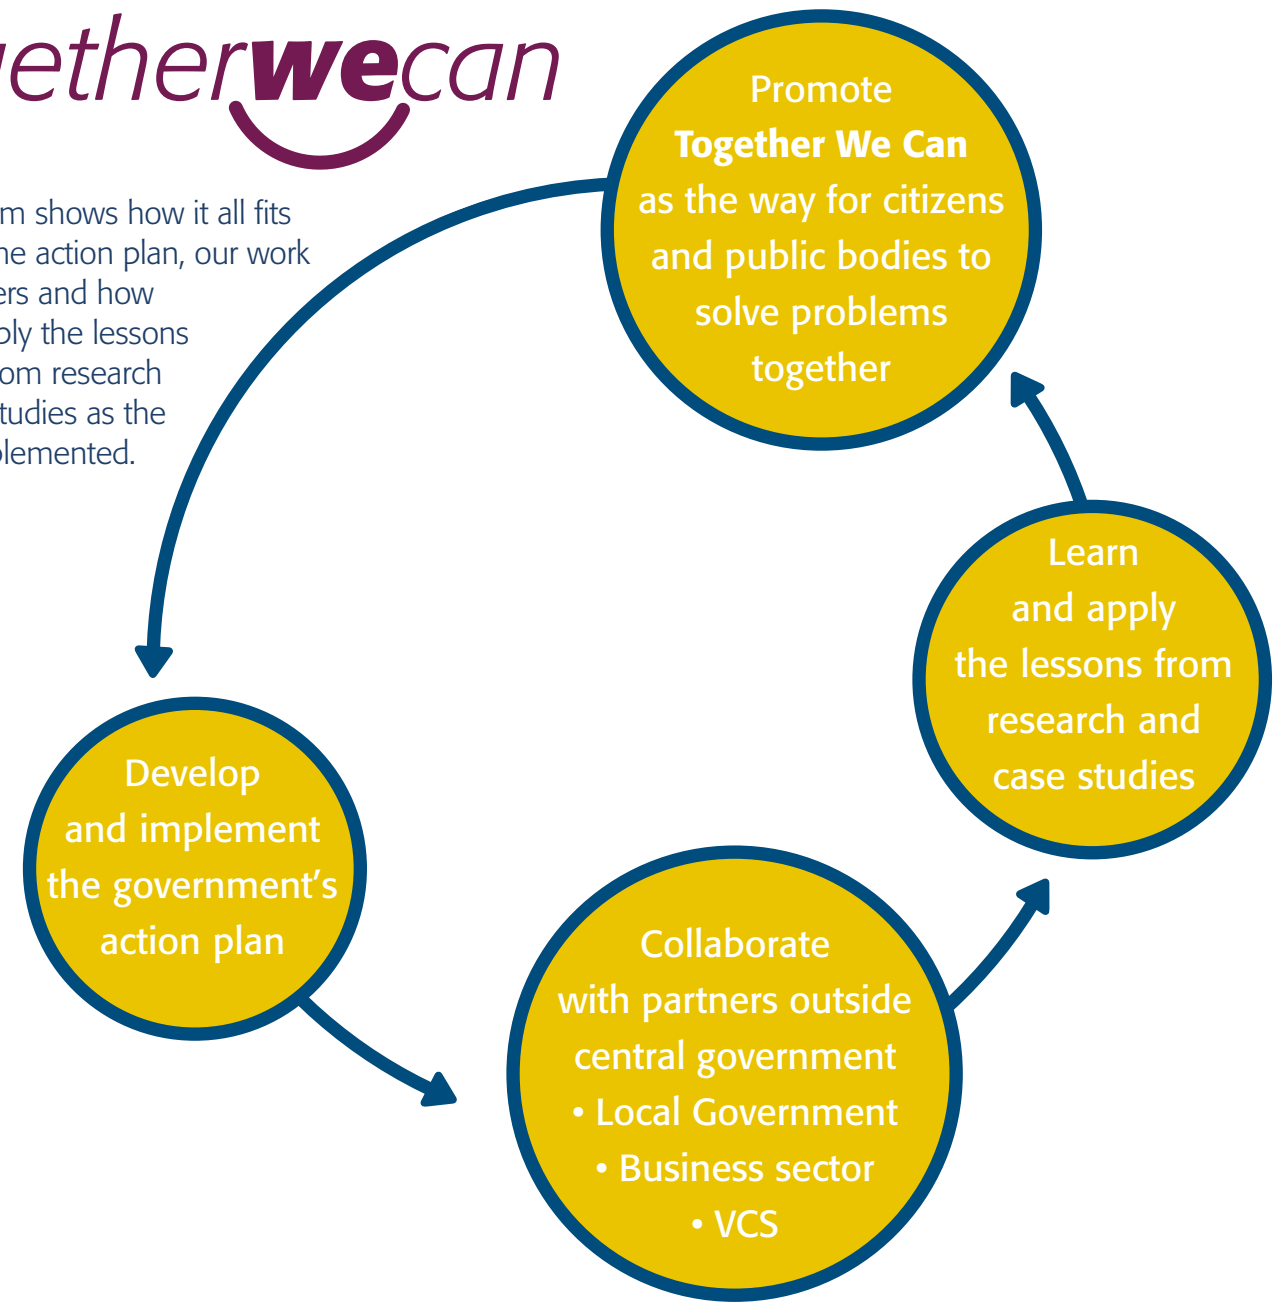 getherwecan
m shows how it all fits
ne action plan, our work
ers and how
ply the lessons
om research
tudies as the
plemented.
Promote
Together We Can
as the way for citizens
and public bodies to
solve problems
together
Learn
and apply
the lessons from
research and
case studies
Develop
and implement
the government's
action plan
Collaborate
with partners outside
central government
• Local Government
• Business sector
• VCS